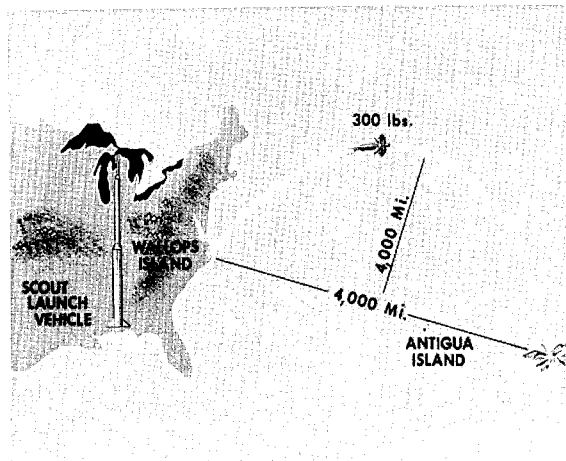 300 lbs.
WALLOPS
ISLAND
4,000 Mi.
SCOUT
LAUNCH
VEHICLE
4,000 Mi.
ANTIGUA
ISLAND